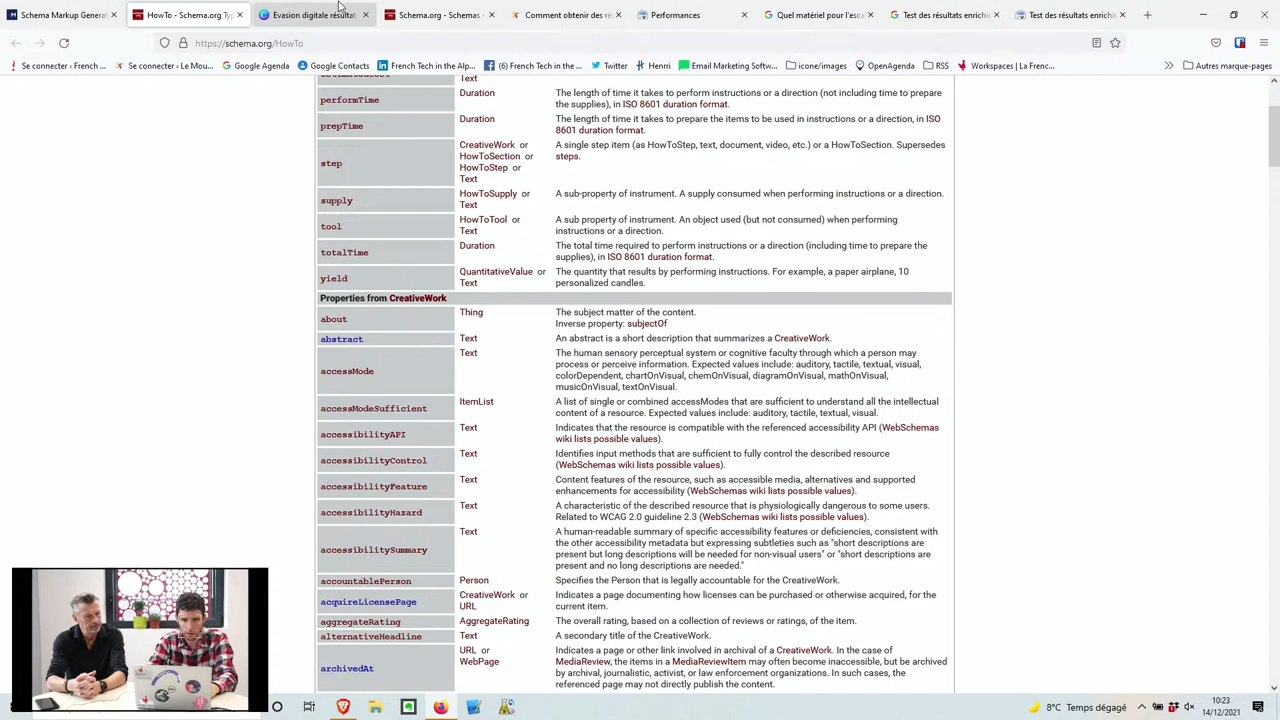 Schema Markup Genera
HowTo - Schema.org Typ
Evasion digitale résulta
Schema.org - Schemas
Comment obtenir des rés
Performances
Quel matériel pour l'esca
Test des résultats enrichis
Test des résultats enrichis
https://schema.org/HowTo
Se connecter ‹ French ...
Se connecter ‹ Le Mou...
Google Analytics
Google Contacts
French Tech in the Alp...
(6) French Tech in the ...
Twitter
Henrri
Email Marketing Softw...
icone/images
OpenAgenda
RSS
Workspaces | La Frenc...
Autres marque-pages
Text
performTime
Duration
The length of time it takes to perform instructions or a direction (not including time to prepare
the supplies), in ISO 8601 duration format.
prepTime
Duration
The length of time it takes to prepare the items to be used in instructions or a direction, in ISO
8601 duration format.
step
CreativeWork or
HowToSection or
HowToStep or
Text
A single step item (as HowToStep, text, document, video, etc.) or a HowToSection. Supersedes
steps.
supply
HowToSupply or
Text
A sub-property of instrument. A supply consumed when performing instructions or a direction.
tool
HowToTool or
Text
A sub property of instrument. An object used (but not consumed) when performing
instructions or a direction.
totalTime
Duration
The total time required to perform instructions or a direction (including time to prepare the
supplies), in ISO 8601 duration format.
yield
QuantitativeValue or
Text
The quantity that results by performing instructions. For example, a paper airplane, 10
personalized candles.
Properties from CreativeWork
about
Thing
The subject matter of the content.
Inverse property: subjectOf
abstract
Text
An abstract is a short description that summarizes a CreativeWork.
accessMode
Text
The human sensory perceptual system or cognitive faculty through which a person may
process or perceive information. Expected values include: auditory, tactile, textual, visual,
colorDependent, chartOnVisual, chemOnVisual, diagramOnVisual, mathOnVisual,
musicOnVisual, textOnVisual.
accessModeSufficient
ItemList
A list of single or combined accessModes that are sufficient to understand all the intellectual
content of a resource. Expected values include: auditory, tactile, textual, visual.
accessibilityAPI
Text
Indicates that the resource is compatible with the referenced accessibility API (WebSchemas
wiki lists possible values).
accessibilityControl
Text
Identifies input methods that are sufficient to fully control the described resource
(WebSchemas wiki lists possible values).
accessibilityFeature
Text
Content features of the resource, such as accessible media, alternatives and supported
enhancements for accessibility (WebSchemas wiki lists possible values).
accessibilityHazard
Text
A characteristic of the described resource that is physiologically dangerous to some users.
Related to WCAG 2.0 guideline 2.3 (WebSchemas wiki lists possible values).
accessibilitySummary
Text
A human-readable summary of specific accessibility features or deficiencies, consistent with
the other accessibility metadata but expressing subtleties such as "short descriptions are
present but long descriptions will be needed for non-visual users" or "short descriptions are
present and no long descriptions are needed."
accountablePerson
Person
Specifies the Person that is legally accountable for the CreativeWork.
acquireLicensePage
CreativeWork or
URL
Indicates a page documenting how licenses can be purchased or otherwise acquired, for the
current item.
aggregateRating
AggregateRating
The overall rating, based on a collection of reviews or ratings, of the item.
alternativeHeadline
Text
A secondary title of the CreativeWork.
archivedAt
URL or
WebPage
Indicates a page or other link involved in archival of a CreativeWork. In the case of
MediaReview, the items in a MediaReviewItem may often become inaccessible, but be archived
by archival, journalistic, activist, or law enforcement organizations. In such cases, the
referenced page may not directly publish the content.
8°C Temps dégagé
10:23
14/12/2021